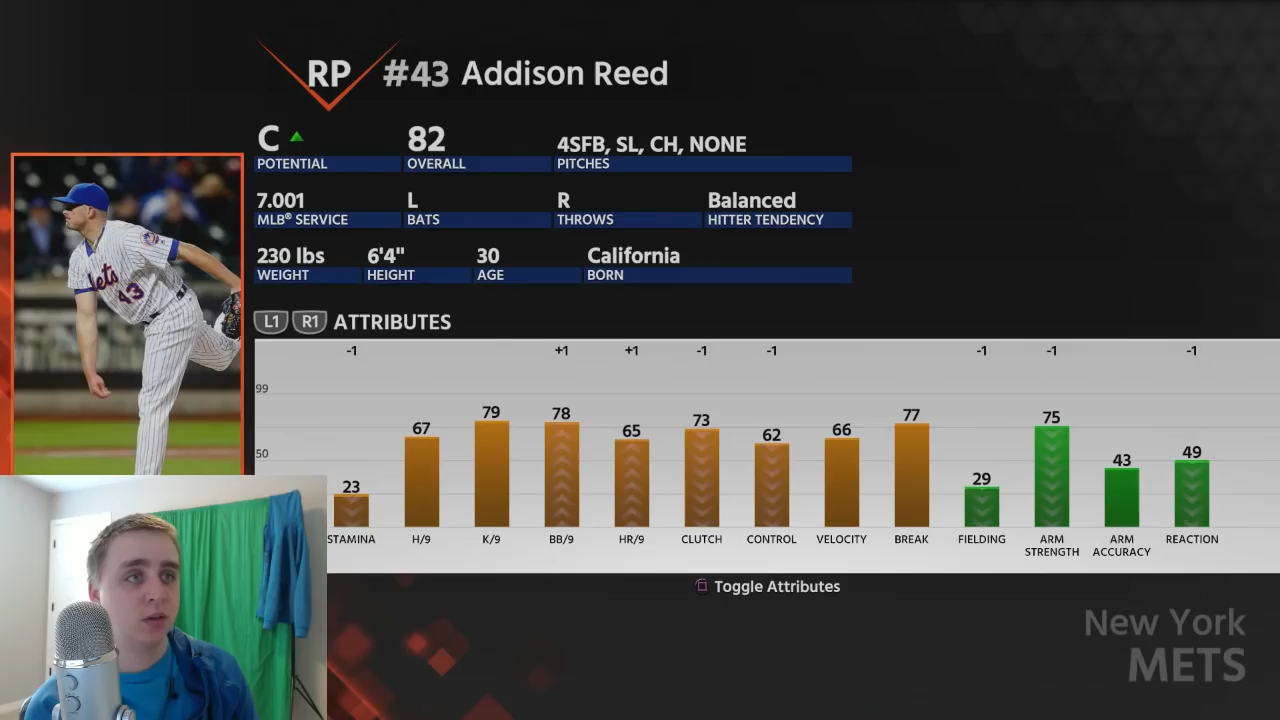 RP #43 Addison Reed
C 82 4SFB, SL, CH, NONE
POTENTIAL OVERALL PITCHES
7.001 L R Balanced
MLB® SERVICE BATS THROWS HITTER TENDENCY
230 lbs 6'4" 30 California
WEIGHT HEIGHT AGE BORN
L1 R1 ATTRIBUTES
-1 +1 +1 -1 -1 -1 -1 -1
99
50
23 67 79 78 65 73 62 66 77 29 75 43 49
STAMINA H/9 K/9 BB/9 HR/9 CLUTCH CONTROL VELOCITY BREAK FIELDING ARM STRENGTH ARM ACCURACY REACTION
Toggle Attributes
New York
METS
Mets
43